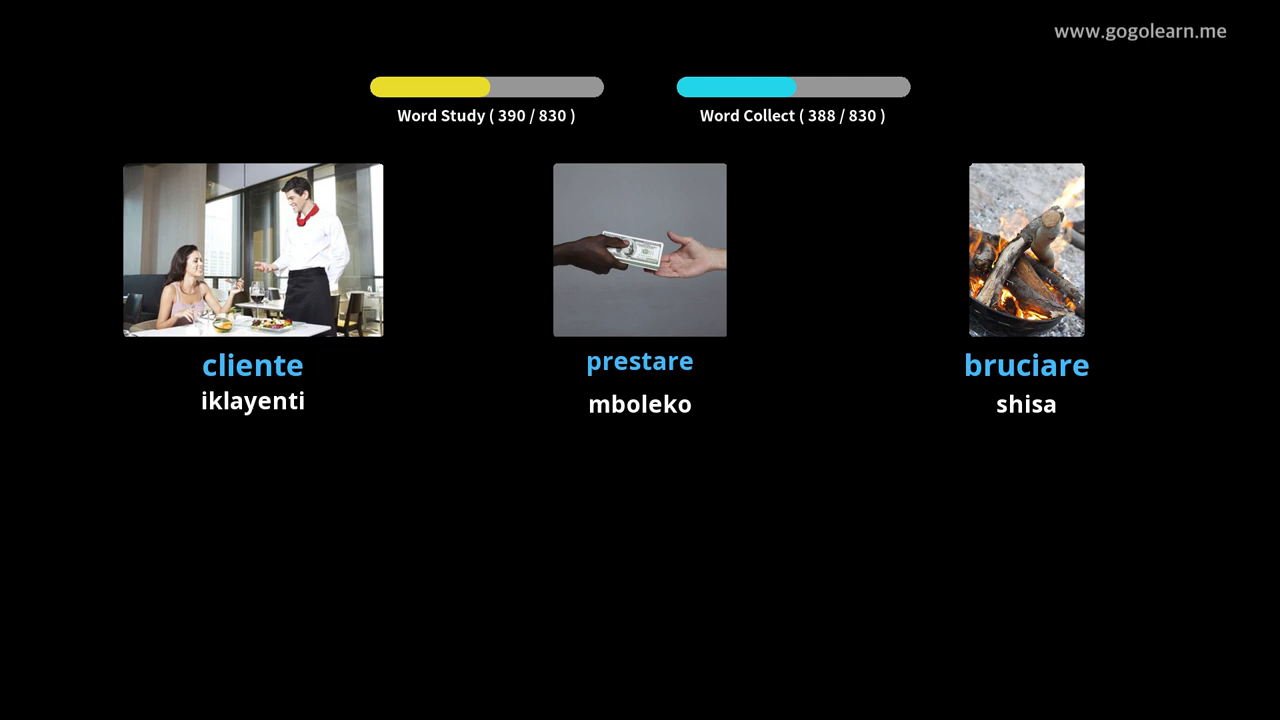 www.gogolearn.me
Word Study ( 390 / 830 )
Word Collect ( 388 / 830 )
cliente
iklayenti
prestare
mboleko
bruciare
shisa